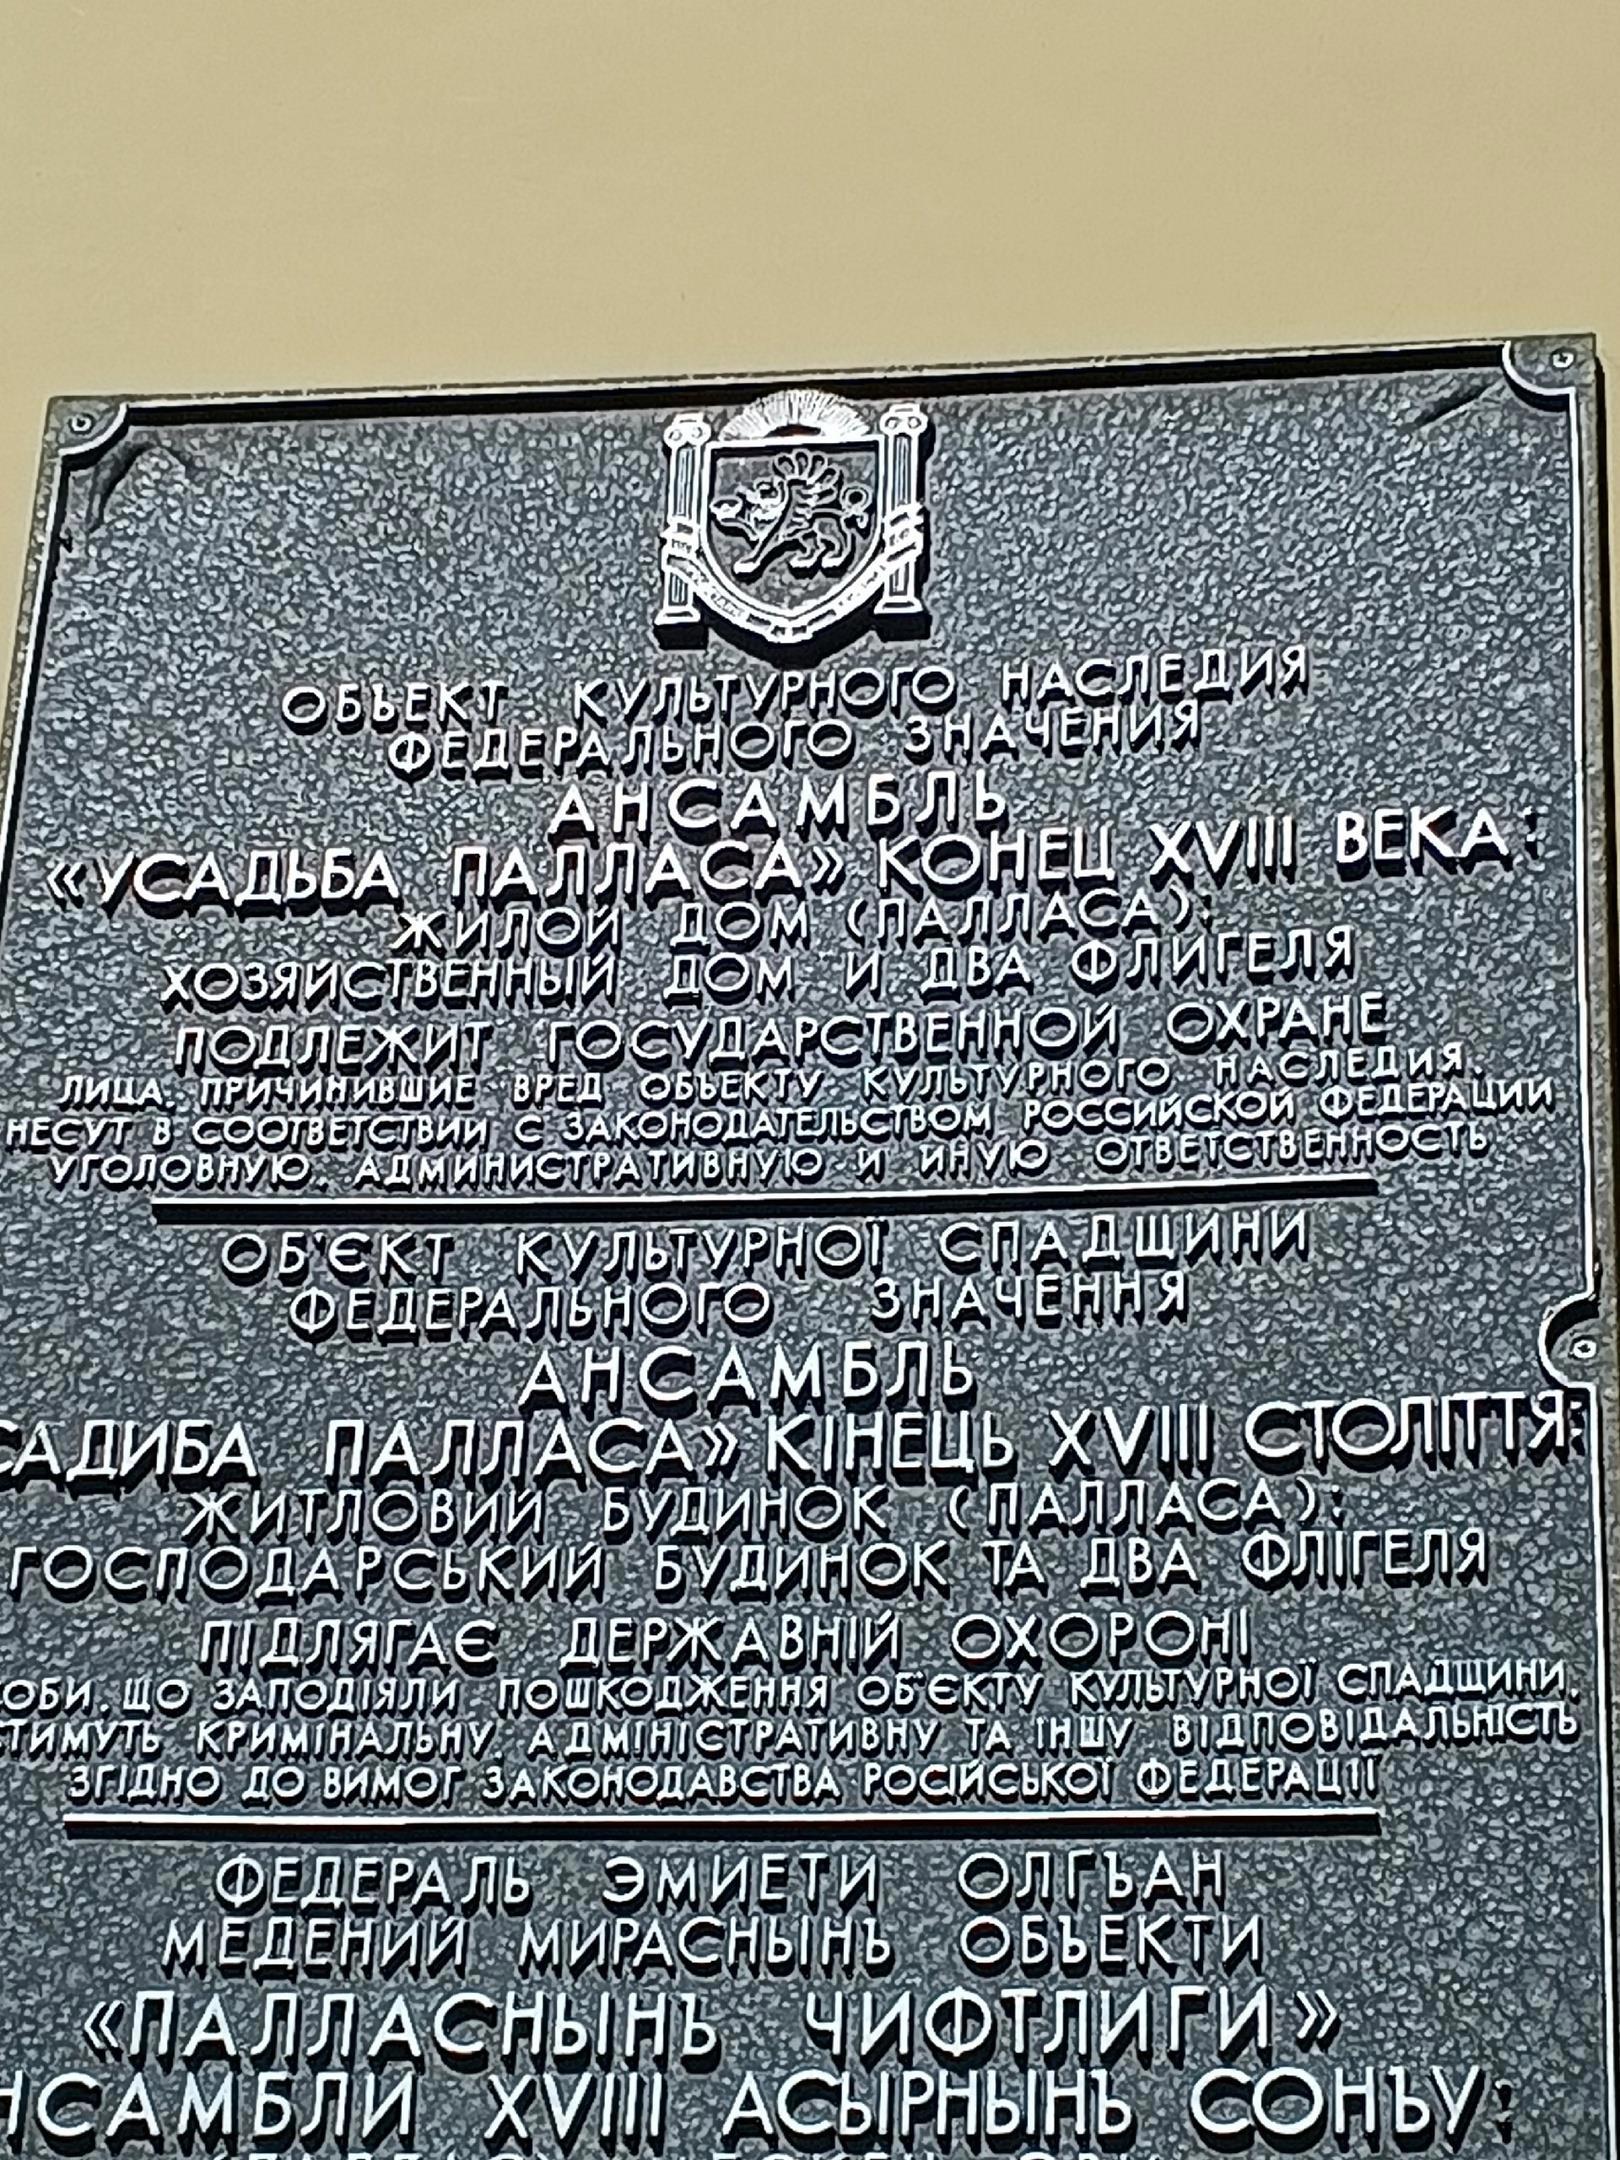 ОБЪЕКТ КУЛЬТУРНОГО НАСЛЕДИЯ
ФЕДЕРАЛЬНОГО ЗНАЧЕНИЯ
АНСАМБЛЬ
«УСАДЬБА ПАЛЛАСА» КОНЕЦ XVIII ВЕКА:
ЖИЛОЙ ДОМ (ПАЛЛАСА);
ХОЗЯЙСТВЕННЫЙ ДОМ И ДВА ФЛИГЕЛЯ
ПОДЛЕЖИТ ГОСУДАРСТВЕННОЙ ОХРАНЕ
ЛИЦА, ПРИЧИНИВШИЕ ВРЕД ОБЪЕКТУ КУЛЬТУРНОГО НАСЛЕДИЯ,
НЕСУТ В СООТВЕТСТВИИ С ЗАКОНОДАТЕЛЬСТВОМ РОССИЙСКОЙ ФЕДЕРАЦИИ
УГОЛОВНУЮ, АДМИНИСТРАТИВНУЮ И ИНУЮ ОТВЕТСТВЕННОСТЬ
ОБ'ЄКТ КУЛЬТУРНОЇ СПАДЩИНИ
ФЕДЕРАЛЬНОГО ЗНАЧЕННЯ
АНСАМБЛЬ
САДИБА ПАЛЛАСА» КІНЕЦЬ XVIII СТОЛІТТЯ:
ЖИТЛОВИЙ БУДИНОК (ПАЛЛАСА);
ГОСПОДАРСЬКИЙ БУДИНОК ТА ДВА ФЛІГЕЛЯ
ПІДЛЯГАЄ ДЕРЖАВНІЙ ОХОРОНІ
ОБИ, ЩО ЗАПОДІЯЛИ ПОШКОДЖЕННЯ ОБ'ЄКТУ КУЛЬТУРНОЇ СПАДЩИНИ,
СТИМУТЬ КРИМІНАЛЬНУ, АДМІНІСТРАТИВНУ ТА ІНШУ ВІДПОВІДАЛЬНІСТЬ
ЗГІДНО ДО ВИМОГ ЗАКОНОДАВСТВА РОСІЙСЬКОЇ ФЕДЕРАЦІЇ
ФЕДЕРАЛЬ ЭМИЕТИ ОЛГЪАН
МЕДЕНИЙ МИРАСНЫНЪ ОБЪЕКТИ
«ПАЛЛАСНЫНЪ ЧИФТЛИГИ»
НСАМБЛИ XVIII АСЫРНЫНЪ СОНЪУ: